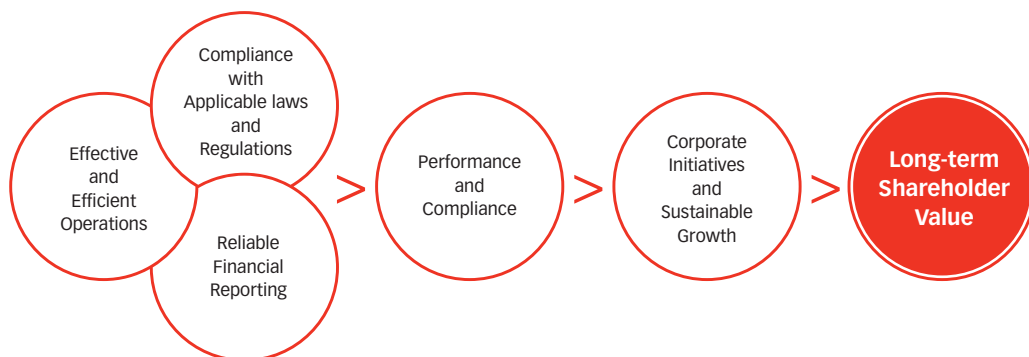 Effective
and
Efficient
Operations
Compliance
with
Applicable laws
and
Regulations
Reliable
Financial
Reporting
>
Performance
and
Compliance
>
Corporate
Initiatives
and
Sustainable
Growth
>
Long-term
Shareholder
Value